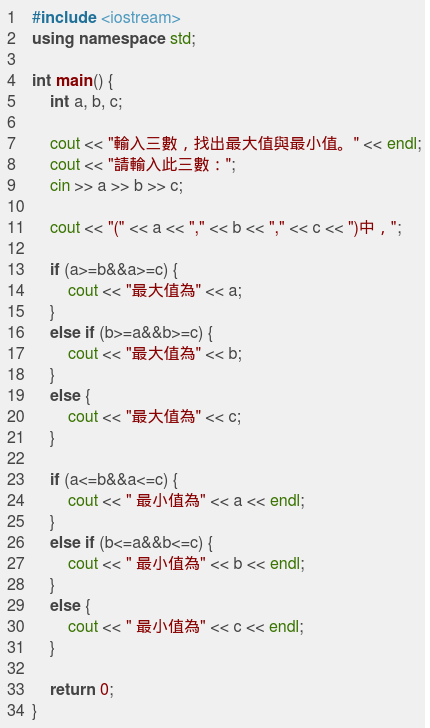 1 #include <iostream>
2 using namespace std;
3
4 int main() {
5     int a, b, c;
6
7     cout << "輸入三數，找出最大值與最小值。" << endl;
8     cout << "請輸入此三數：";
9     cin >> a >> b >> c;
10
11     cout << "(" << a << "," << b << "," << c << ")中，";
12
13     if (a>=b&&a>=c) {
14         cout << "最大值為" << a;
15     }
16     else if (b>=a&&b>=c) {
17         cout << "最大值為" << b;
18     }
19     else {
20         cout << "最大值為" << c;
21     }
22
23     if (a<=b&&a<=c) {
24         cout << " 最小值為" << a << endl;
25     }
26     else if (b<=a&&b<=c) {
27         cout << " 最小值為" << b << endl;
28     }
29     else {
30         cout << " 最小值為" << c << endl;
31     }
32
33     return 0;
34 }